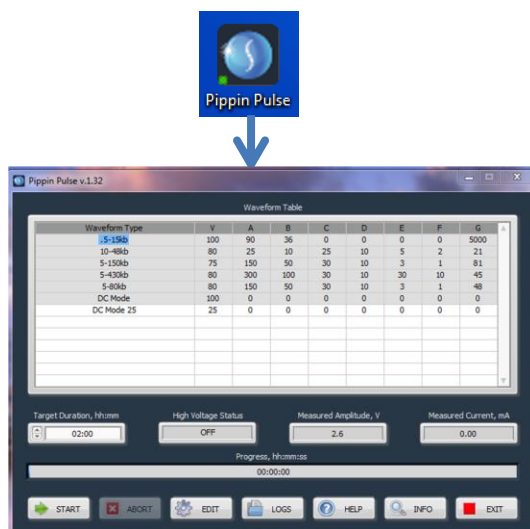 Pippin Pulse
Pippin Pulse v.1.32
Waveform Table
Waveform Type V A B C D E F G
.5-15kb 100 90 36 0 0 0 0 5000
10-48kb 80 25 10 25 10 5 2 21
5-150kb 75 150 50 30 10 3 1 81
5-430kb 80 300 100 30 10 30 10 45
5-80kb 80 150 50 30 10 3 1 48
DC Mode 100 0 0 0 0 0 0 0
DC Mode 25 25 0 0 0 0 0 0 0
Target Duration, hh:mm High Voltage Status Measured Amplitude, V Measured Current, mA
02:00 OFF 2.6 0.00
Progress, hh:mm:ss
00:00:00
START ABORT EDIT LOGS HELP INFO EXIT